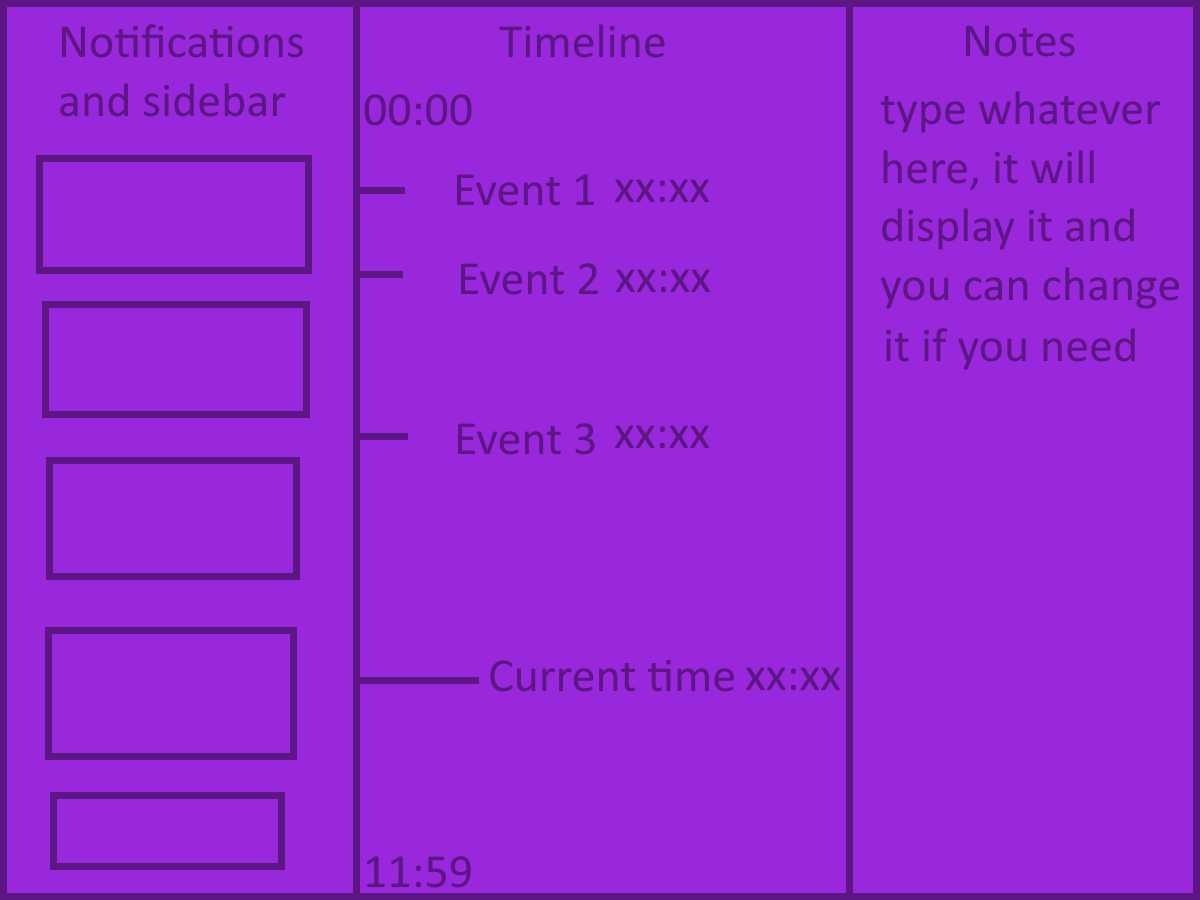 Notifications
and sidebar
Timeline
00:00
Event 1 xx:xx
Event 2 xx:xx
Event 3 xx:xx
Current time xx:xx
11:59
Notes
type whatever
here, it will
display it and
you can change
it if you need